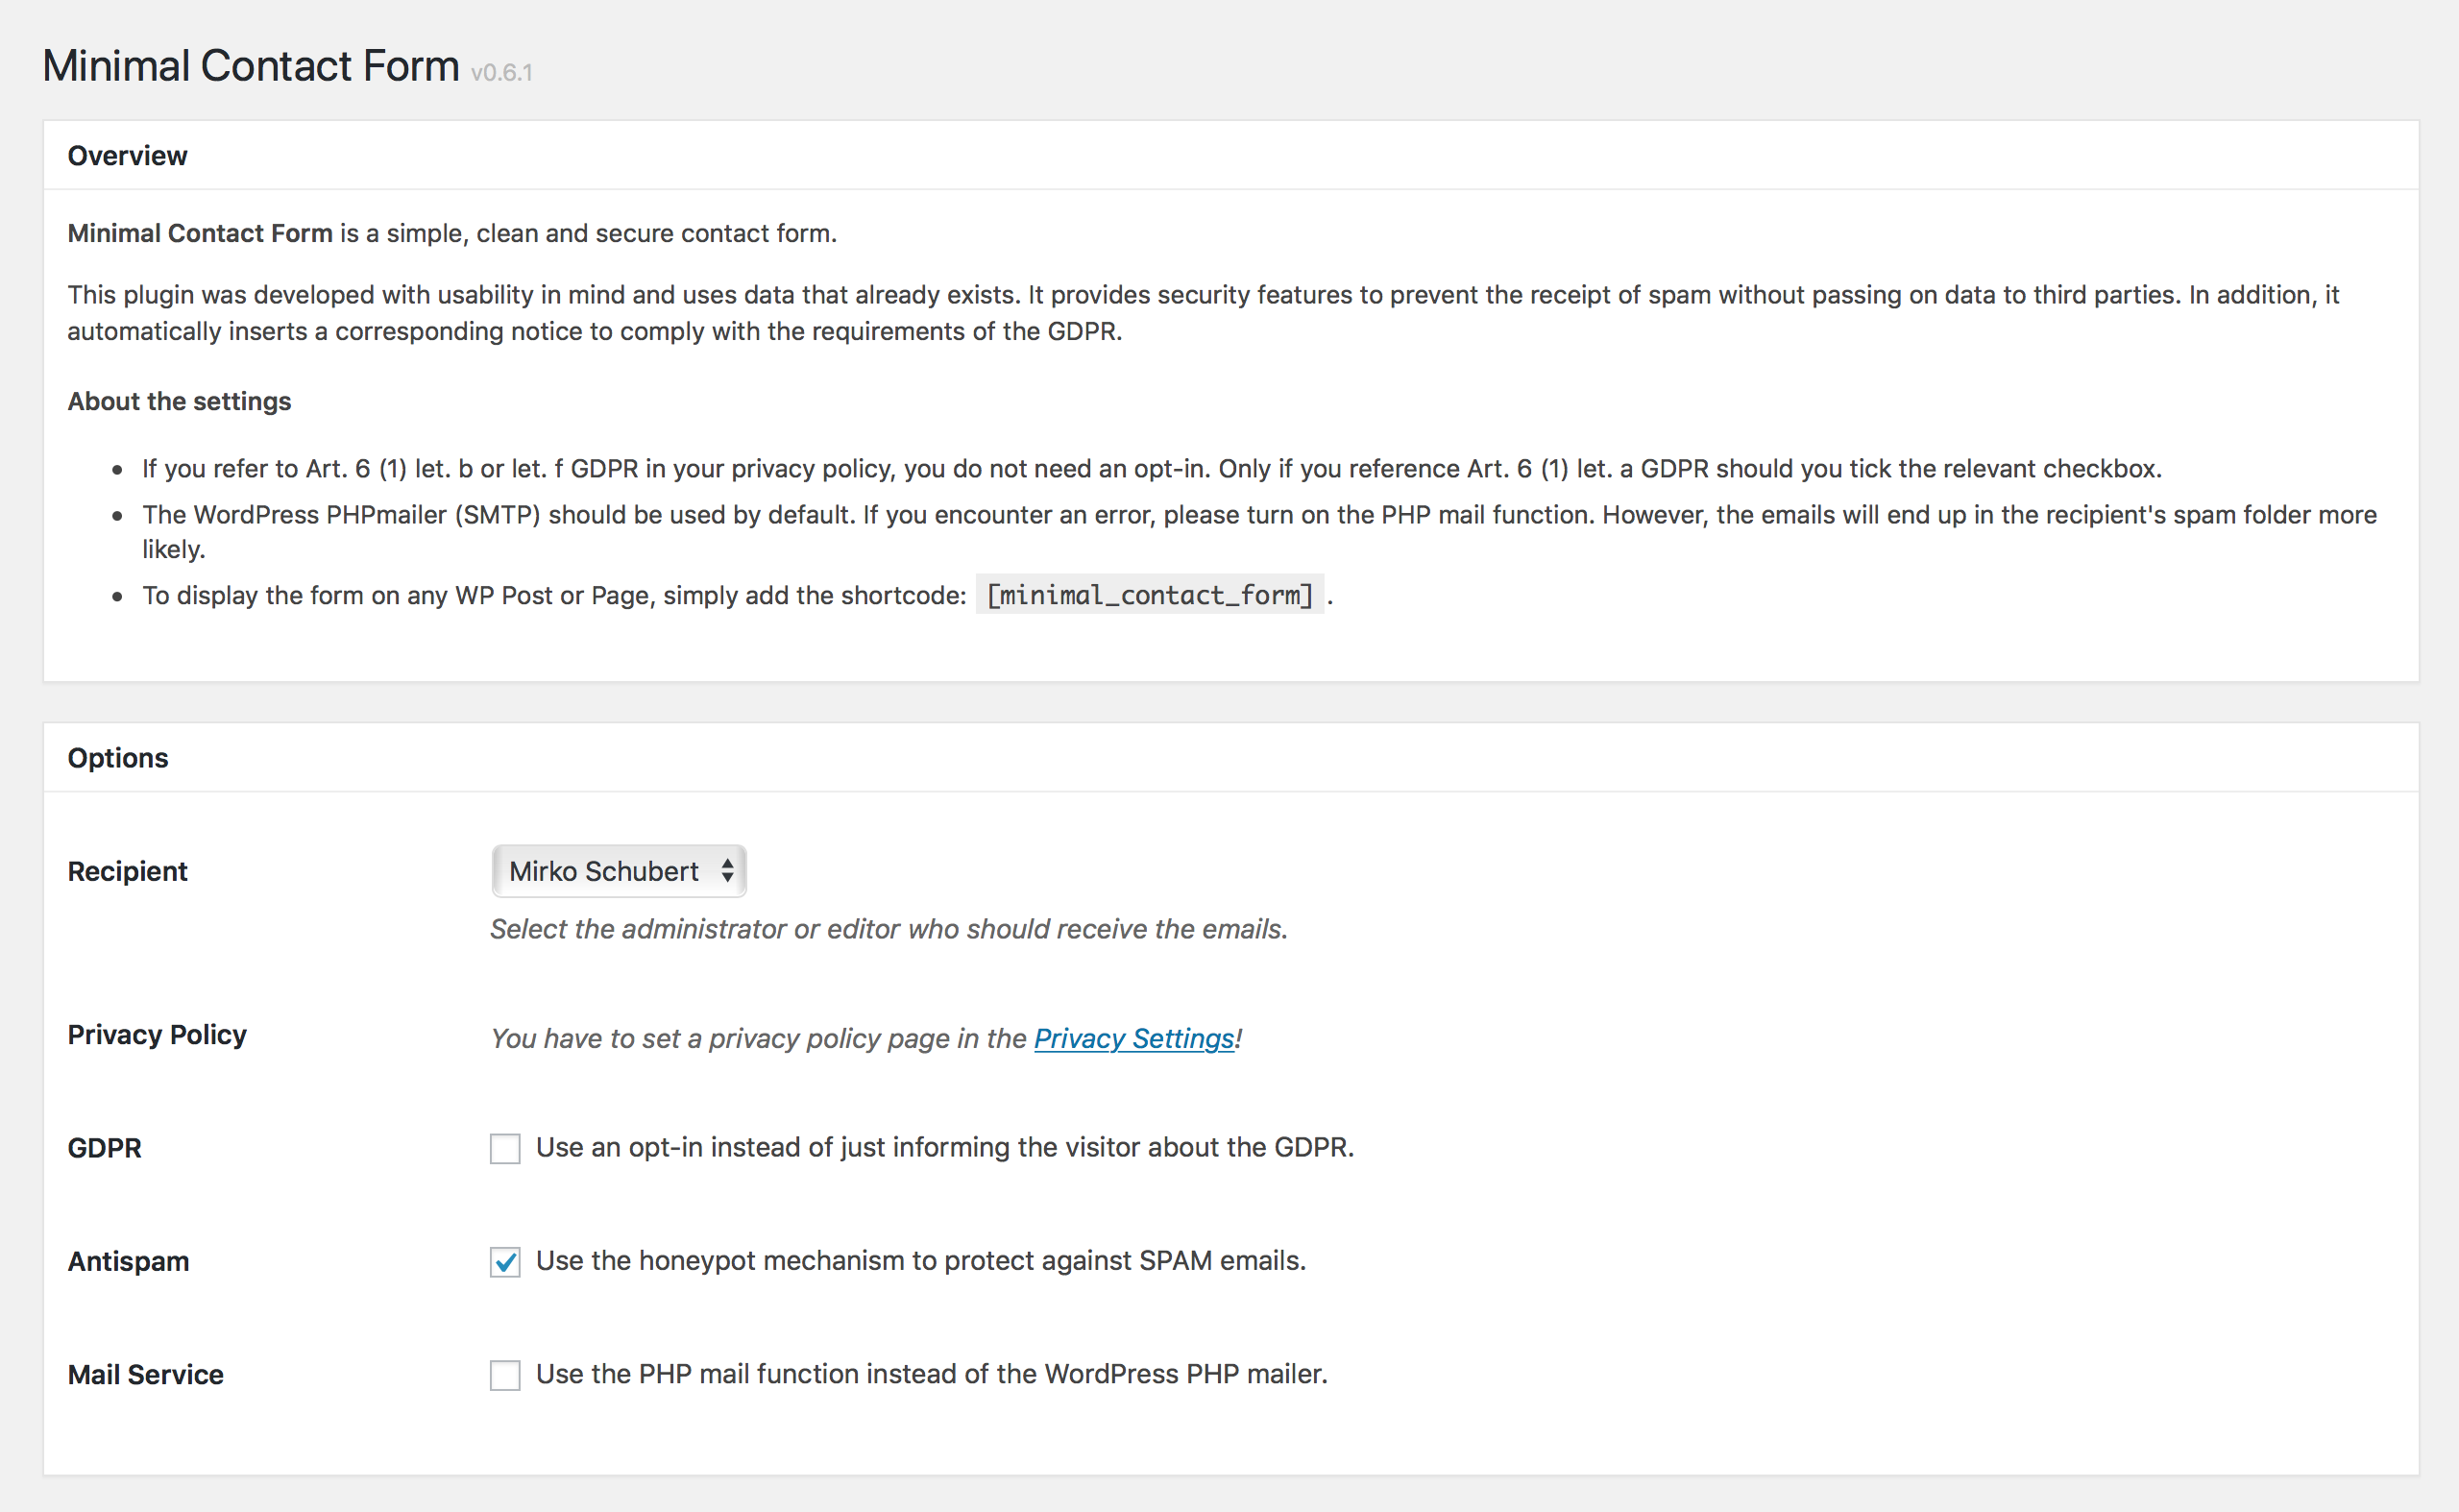 Minimal Contact Form v0.6.1
Overview
Minimal Contact Form is a simple, clean and secure contact form.
This plugin was developed with usability in mind and uses data that already exists. It provides security features to prevent the receipt of spam without passing on data to third parties. In addition, it
automatically inserts a corresponding notice to comply with the requirements of the GDPR.
About the settings
• If you refer to Art. 6 (1) let. b or let. f GDPR in your privacy policy, you do not need an opt-in. Only if you reference Art. 6 (1) let. a GDPR should you tick the relevant checkbox.
• The WordPress PHPmailer (SMTP) should be used by default. If you encounter an error, please turn on the PHP mail function. However, the emails will end up in the recipient's spam folder more
likely.
• To display the form on any WP Post or Page, simply add the shortcode: [minimal_contact_form] .
Options
Recipient
Mirko Schubert
Select the administrator or editor who should receive the emails.
Privacy Policy
You have to set a privacy policy page in the Privacy Settings!
GDPR
Use an opt-in instead of just informing the visitor about the GDPR.
Antispam
Use the honeypot mechanism to protect against SPAM emails.
Mail Service
Use the PHP mail function instead of the WordPress PHP mailer.